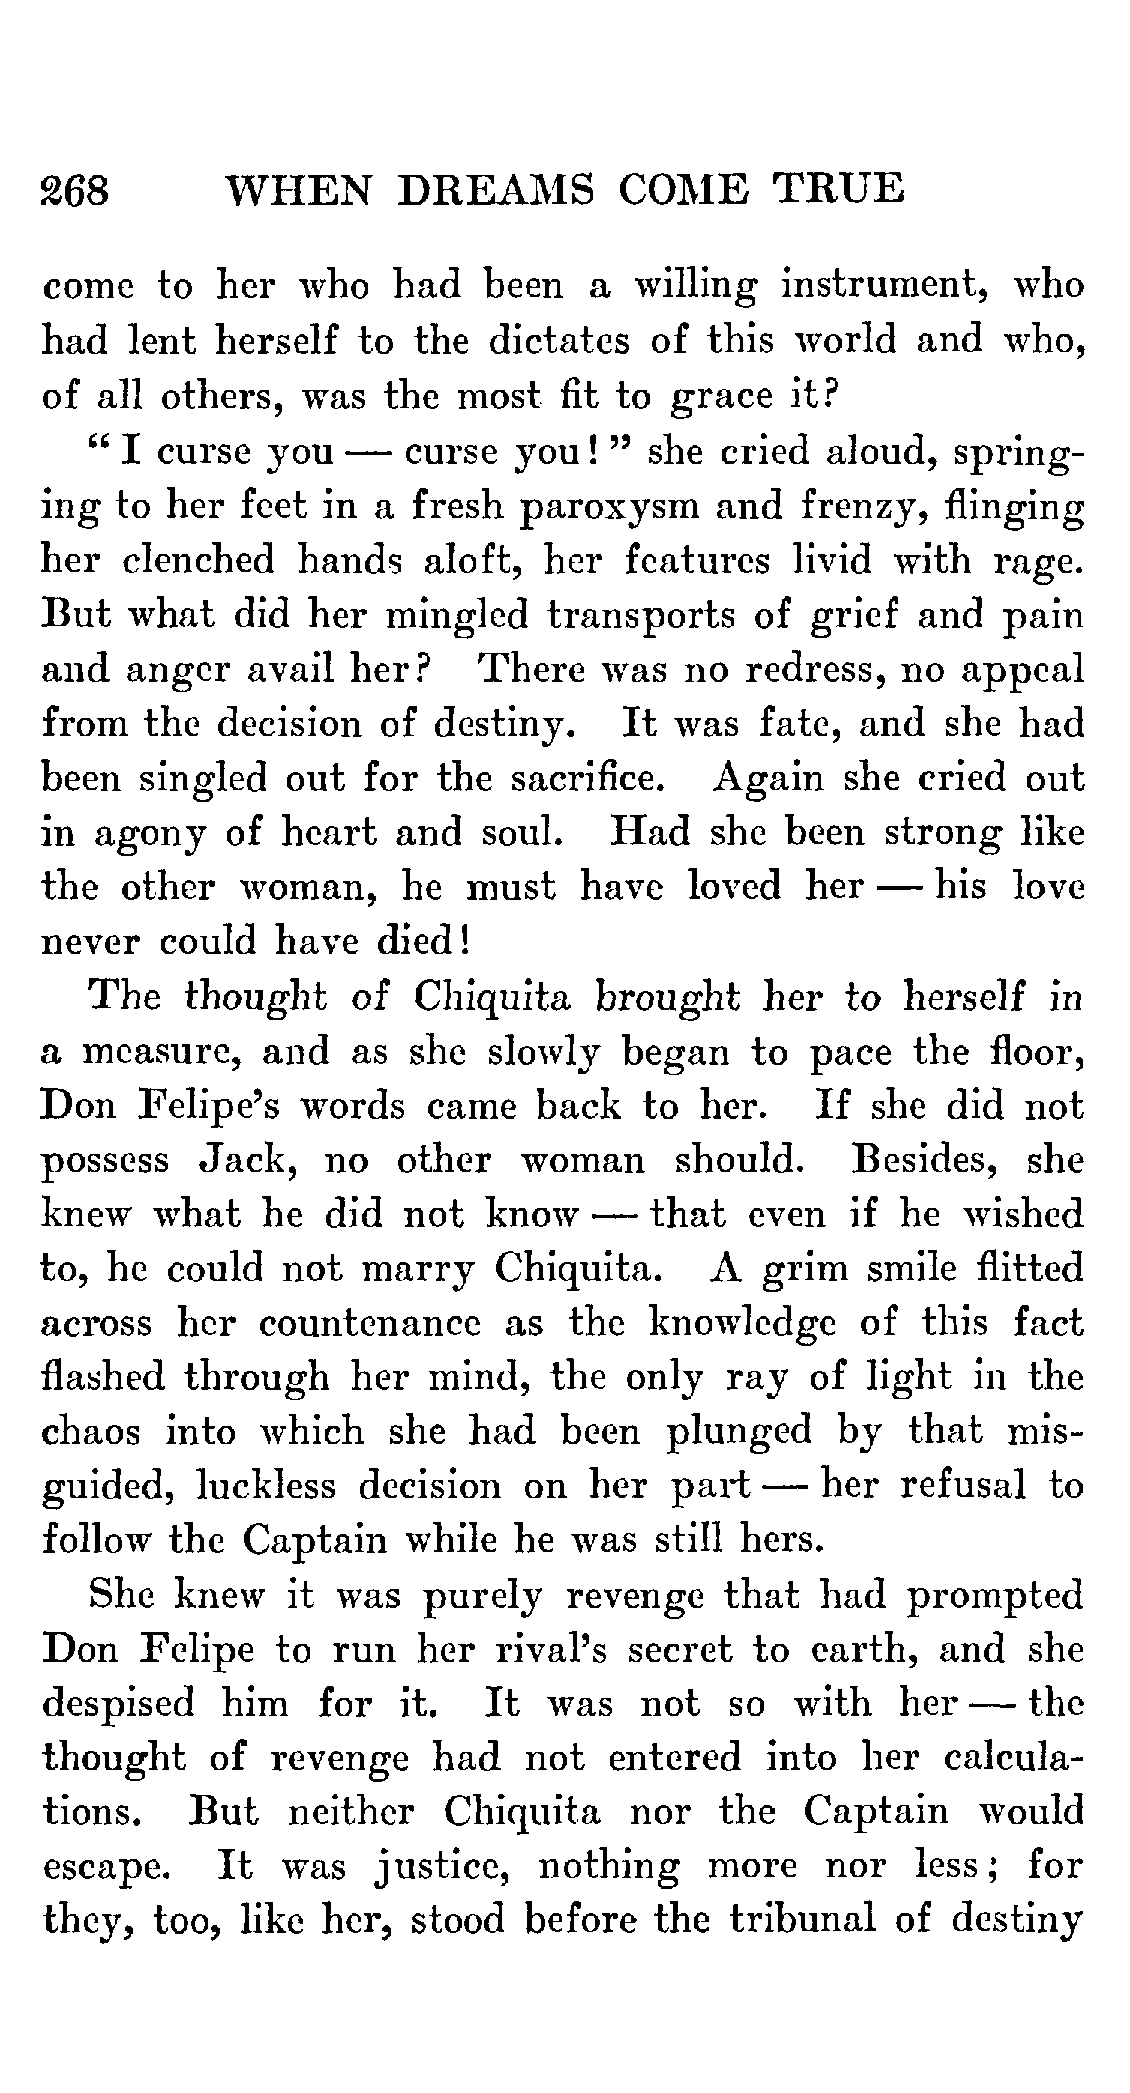 268 WHEN DREAMS COME TRUE
come to her who had been a willing instrument, who
had lent herself to the dictates of this world and who,
of all others, was the most fit to grace it?
“I curse you — curse you!” she cried aloud, spring-
ing to her feet in a fresh paroxysm and frenzy, flinging
her clenched hands aloft, her features livid with rage.
But what did her mingled transports of grief and pain
and anger avail her? There was no redress, no appeal
from the decision of destiny. It was fate, and she had
been singled out for the sacrifice. Again she cried out
in agony of heart and soul. Had she been strong like
the other woman, he must have loved her — his love
never could have died!
The thought of Chiquita brought her to herself in
a measure, and as she slowly began to pace the floor,
Don Felipe’s words came back to her. If she did not
possess Jack, no other woman should. Besides, she
knew what he did not know — that even if he wished
to, he could not marry Chiquita. A grim smile flitted
across her countenance as the knowledge of this fact
flashed through her mind, the only ray of light in the
chaos into which she had been plunged by that mis-
guided, luckless decision on her part — her refusal to
follow the Captain while he was still hers.
She knew it was purely revenge that had prompted
Don Felipe to run her rival’s secret to earth, and she
despised him for it. It was not so with her — the
thought of revenge had not entered into her calcula-
tions. But neither Chiquita nor the Captain would
escape. It was justice, nothing more nor less; for
they, too, like her, stood before the tribunal of destiny